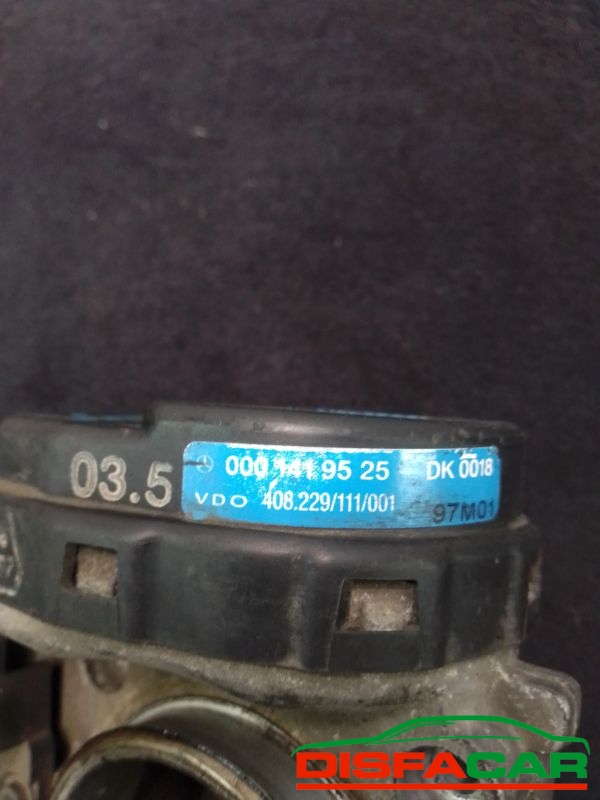 03.5
000 141 95 25 DK 0018
VDO 408.229/111/001
97M01
DISFACAR